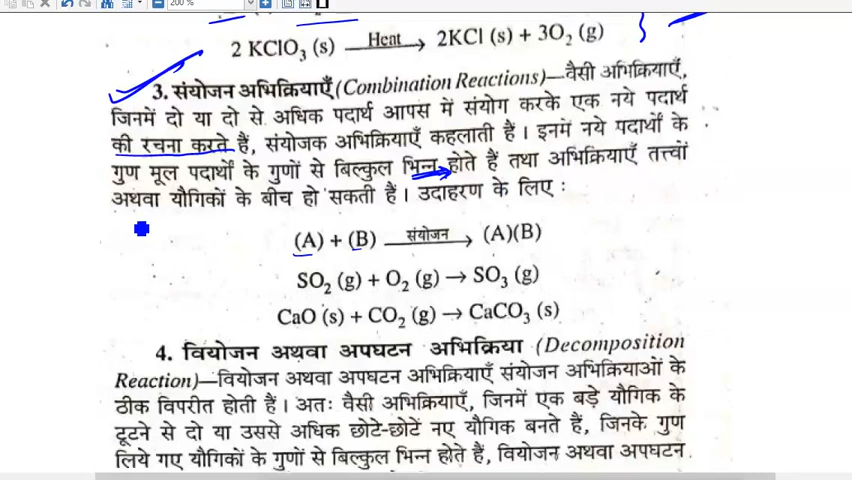 200 %
2 KClO₃ (s) —Heat→ 2KCl (s) + 3O₂ (g)
3. संयोजन अभिक्रियाएँ (Combination Reactions)—वैसी अभिक्रियाएँ,
जिनमें दो या दो से अधिक पदार्थ आपस में संयोग करके एक नये पदार्थ
की रचना करते हैं, संयोजक अभिक्रियाएँ कहलाती हैं। इनमें नये पदार्थों के
गुण मूल पदार्थों के गुणों से बिल्कुल भिन्न होते हैं तथा अभिक्रियाएँ तत्त्वों
अथवा यौगिकों के बीच हो सकती हैं। उदाहरण के लिए :
(A) + (B) —संयोजन→ (A)(B)
SO₂ (g) + O₂ (g) → SO₃ (g)
CaO (s) + CO₂ (g) → CaCO₃ (s)
4. वियोजन अथवा अपघटन अभिक्रिया (Decomposition
Reaction)—वियोजन अथवा अपघटन अभिक्रियाएँ संयोजन अभिक्रियाओं के
ठीक विपरीत होती हैं। अतः वैसी अभिक्रियाएँ, जिनमें एक बड़े यौगिक के
टूटने से दो या उससे अधिक छोटे-छोटें नए यौगिक बनते हैं, जिनके गुण
लिये गए यौगिकों के गुणों से बिल्कुल भिन्न होते हैं, वियोजन अथवा अपघटन